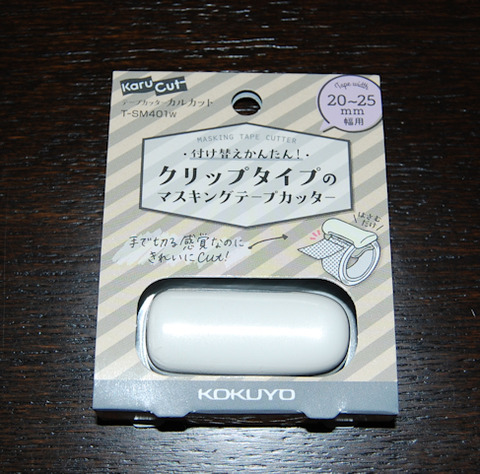 Karu Cut
テープカッターカルカット
T-SM401W
Tape width
20~25
mm
幅用
MASKING TAPE CUTTER
・付け替えかんたん!・
クリップタイプの
マスキングテープカッター
はさむ
だけ
手で切る感覚なのに
きれいにCut!
KOKUYO